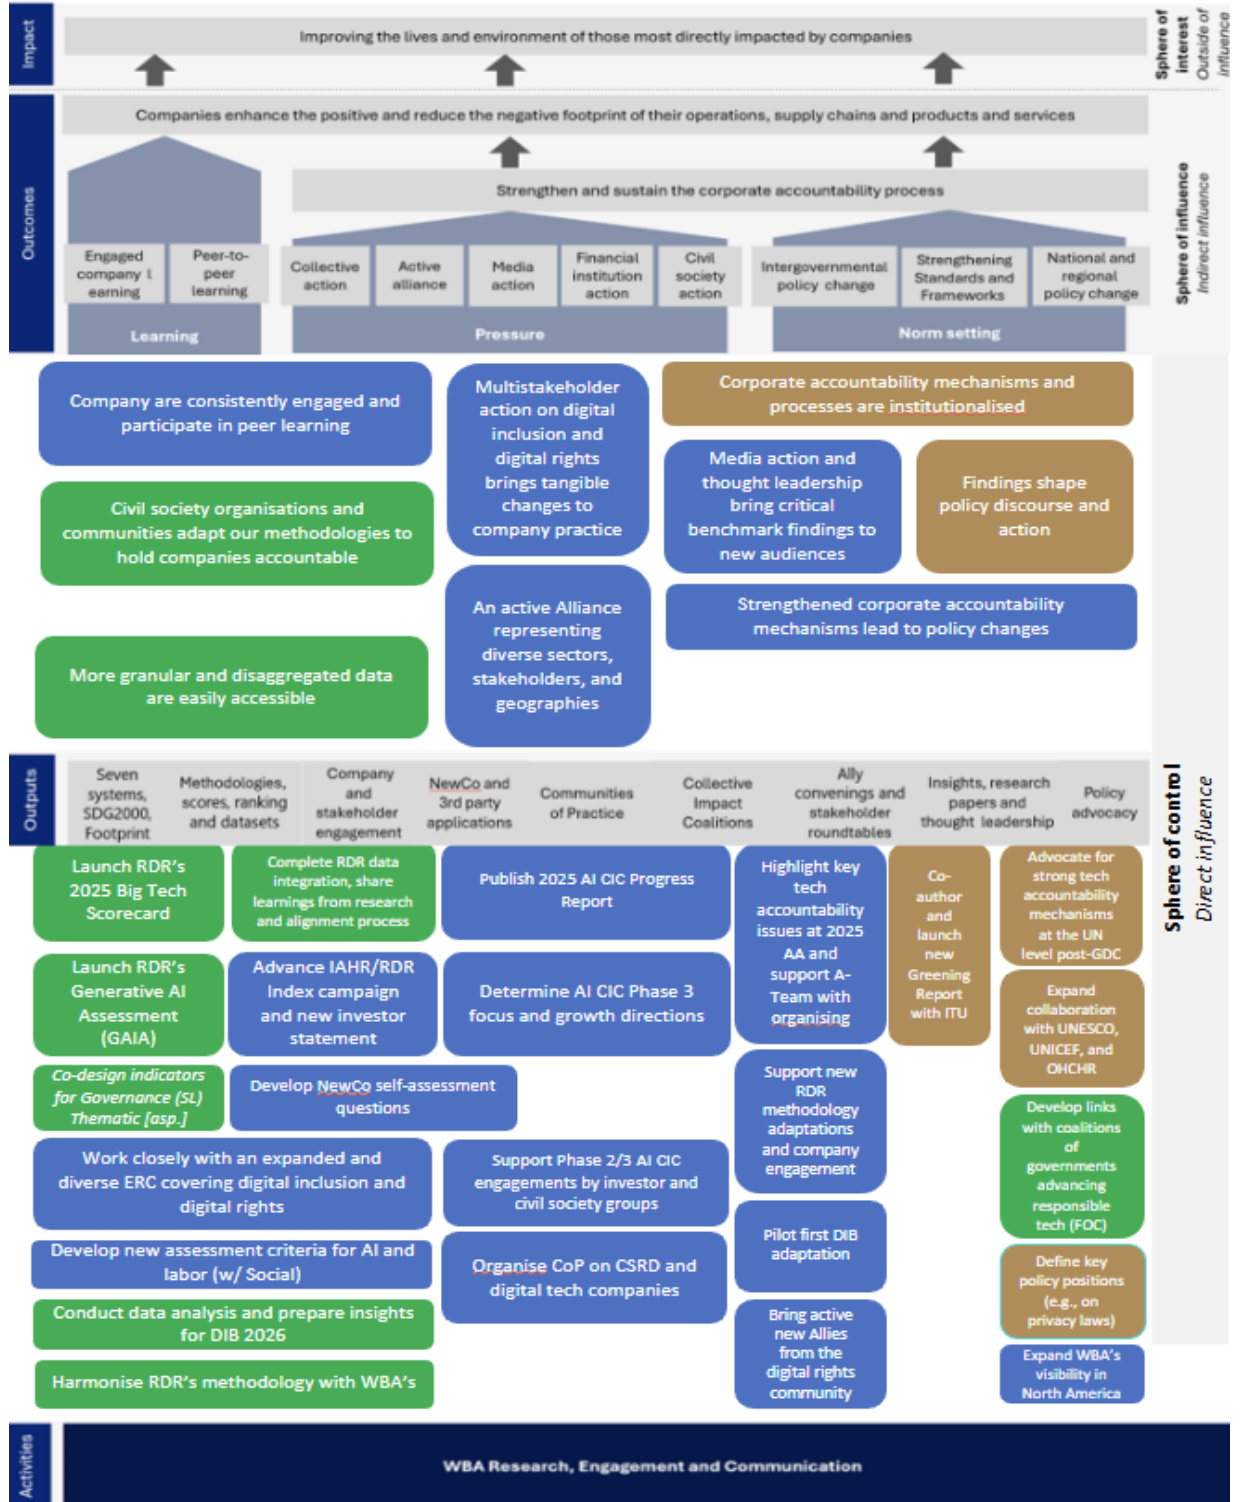 Impact
Improving the lives and environment of those most directly impacted by companies
Sphere of
interest
Outside of
influence
Outcomes
Companies enhance the positive and reduce the negative footprint of their operations, supply chains and products and services
Strengthen and sustain the corporate accountability process
Engaged
company l
earning
Peer-to-
peer
learning
Learning
Collective
action
Active
alliance
Media
action
Financial
institution
action
Civil
society
action
Pressure
Intergovernmental
policy change
Strengthening
Standards and
Frameworks
National and
regional
policy change
Norm setting
Sphere of influence
Indirect influence
Company are consistently engaged and
participate in peer learning
Civil society organisations and
communities adapt our methodologies to
hold companies accountable
More granular and disaggregated data
are easily accessible
Multistakeholder
action on digital
inclusion and
digital rights
brings tangible
changes to
company practice
An active Alliance
representing
diverse sectors,
stakeholders, and
geographies
Corporate accountability mechanisms and
processes are institutionalised
Media action and
thought leadership
bring critical
benchmark findings to
new audiences
Findings shape
policy discourse and
action
Strengthened corporate accountability
mechanisms lead to policy changes
Sphere of control
Direct influence
Outputs
Seven
systems,
SDG2000,
Footprint
Methodologies,
scores, ranking
and datasets
Company
and
stakeholder
engagement
NewCo and
3rd party
applications
Communities
of Practice
Collective
Impact
Coalitions
Ally
convenings and
stakeholder
roundtables
Insights, research
papers and
thought leadership
Policy
advocacy
Launch RDR's
2025 Big Tech
Scorecard
Complete RDR data
integration, share
learnings from research
and alignment process
Publish 2025 AI CIC Progress
Report
Highlight key
tech
accountability
issues at 2025
AA and
support A-
Team with
organising
Co-
author
and
launch
new
Greening
Report
with ITU
Advocate for
strong tech
accountability
mechanisms
at the UN
level post-GDC
Launch RDR's
Generative AI
Assessment
(GAIA)
Advance IAHR/RDR
Index campaign
and new investor
statement
Determine AI CIC Phase 3
focus and growth directions
Expand
collaboration
with UNESCO,
UNICEF, and
OHCHR
Co-design indicators
for Governance (SL)
Thematic [asp.]
Develop NewCo self-assessment
questions
Support new
RDR
methodology
adaptations
and company
engagement
Develop links
with coalitions
of
governments
advancing
responsible
tech (FOC)
Work closely with an expanded and
diverse ERC covering digital inclusion and
digital rights
Support Phase 2/3 AI CIC
engagements by investor and
civil society groups
Pilot first DIB
adaptation
Develop new assessment criteria for AI and
labor (w/ Social)
Organise CoP on CSRD and
digital tech companies
Define key
policy positions
(e.g., on
privacy laws)
Conduct data analysis and prepare insights
for DIB 2026
Bring active
new Allies
from the
digital rights
community
Harmonise RDR's methodology with WBA's
Expand WBA's
visibility in
North America
Activities
WBA Research, Engagement and Communication